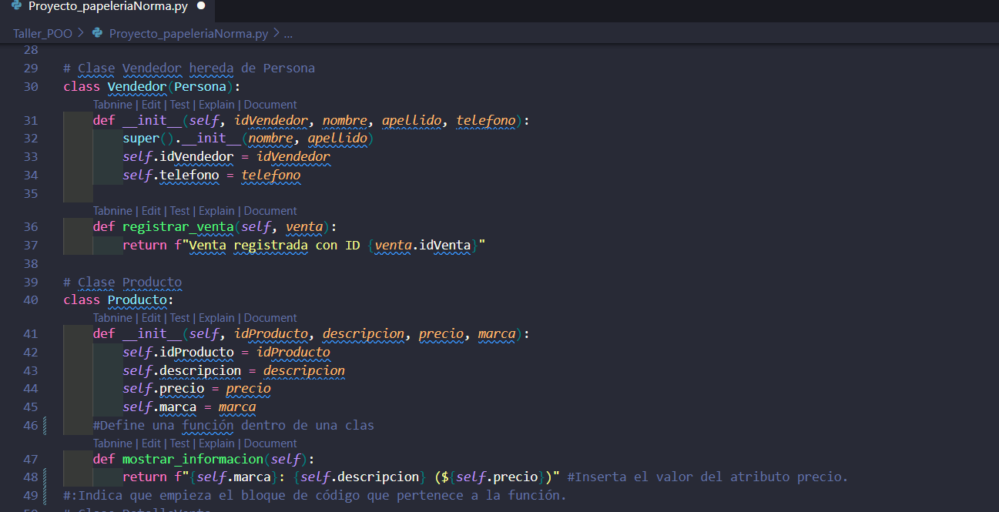 Proyecto_papeleriaNorma.py
Taller_POO > Proyecto_papeleriaNorma.py > ...
28
29 # Clase Vendedor hereda de Persona
30 class Vendedor(Persona):
Tabnine | Edit | Test | Explain | Document
31 def __init__(self, idVendedor, nombre, apellido, telefono):
32 super().__init__(nombre, apellido)
33 self.idVendedor = idVendedor
34 self.telefono = telefono
35
Tabnine | Edit | Test | Explain | Document
36 def registrar_venta(self, venta):
37 return f"Venta registrada con ID {venta.idVenta}"
38
39 # Clase Producto
40 class Producto:
Tabnine | Edit | Test | Explain | Document
41 def __init__(self, idProducto, descripcion, precio, marca):
42 self.idProducto = idProducto
43 self.descripcion = descripcion
44 self.precio = precio
45 self.marca = marca
46 #Define una función dentro de una clas
Tabnine | Edit | Test | Explain | Document
47 def mostrar_informacion(self):
48 return f"{self.marca}: {self.descripcion} (${self.precio})" #Inserta el valor del atributo precio.
49 #:Indica que empieza el bloque de código que pertenece a la función.
50 # Clase DetalleVenta